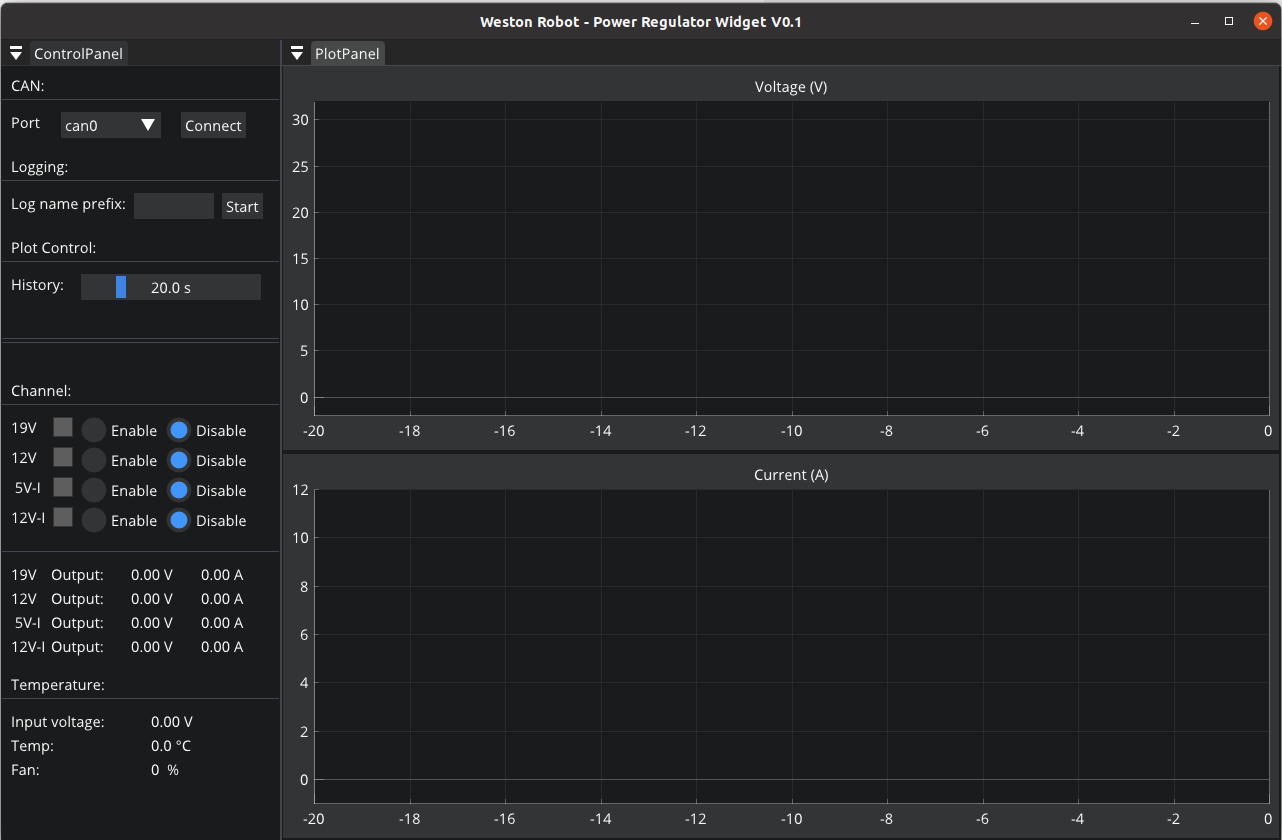 Weston Robot - Power Regulator Widget V0.1
ControlPanel
CAN:
Port can0 Connect
Logging:
Log name prefix: Start
Plot Control:
History: 20.0 s
Channel:
19V Enable Disable
12V Enable Disable
5V-I Enable Disable
12V-I Enable Disable
19V Output: 0.00 V 0.00 A
12V Output: 0.00 V 0.00 A
5V-I Output: 0.00 V 0.00 A
12V-I Output: 0.00 V 0.00 A
Temperature:
Input voltage: 0.00 V
Temp: 0.0 °C
Fan: 0 %
PlotPanel
Voltage (V)
30
25
20
15
10
5
0
-20 -18 -16 -14 -12 -10 -8 -6 -4 -2 0
Current (A)
12
10
8
6
4
2
0
-20 -18 -16 -14 -12 -10 -8 -6 -4 -2 0